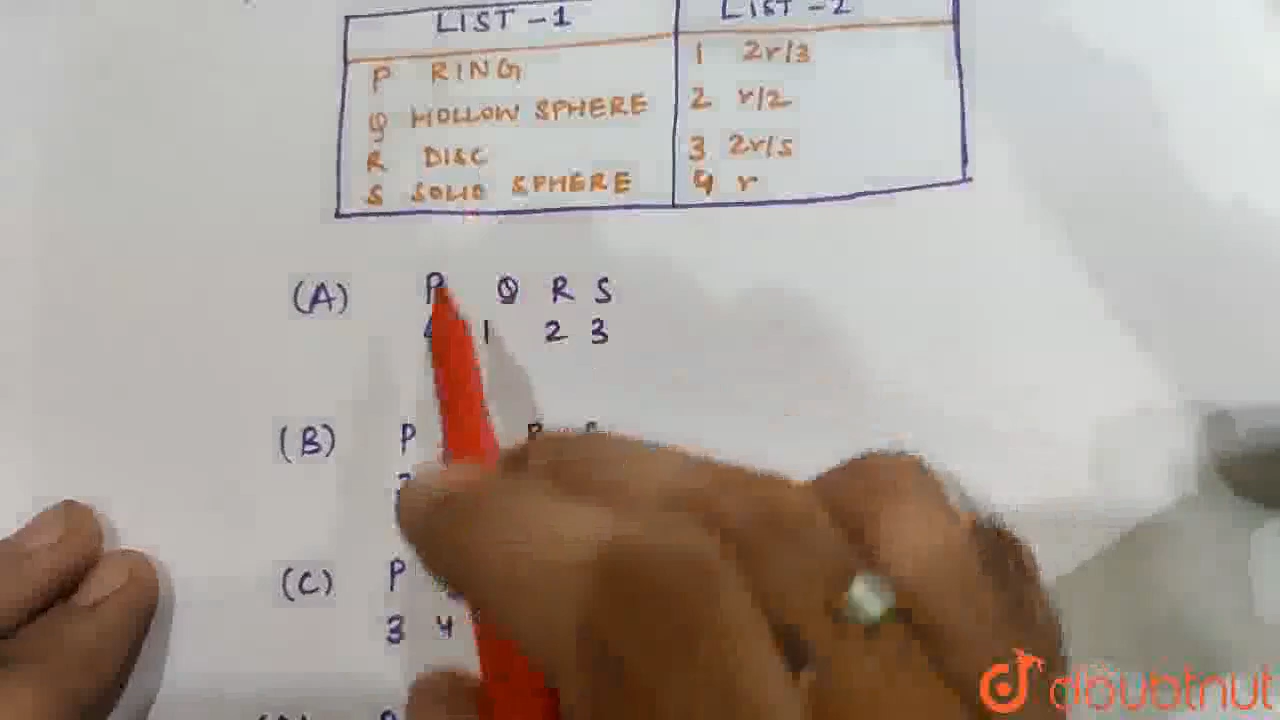 LIST-1 LIST-2
P RING 1 2r/3
Q HOLLOW SPHERE 2 r/2
R DISC 3 2r/5
S SOLID SPHERE 4 r
(A) P Q R S
1 2 3
(B) P
(C) P
3 4
doubtnut